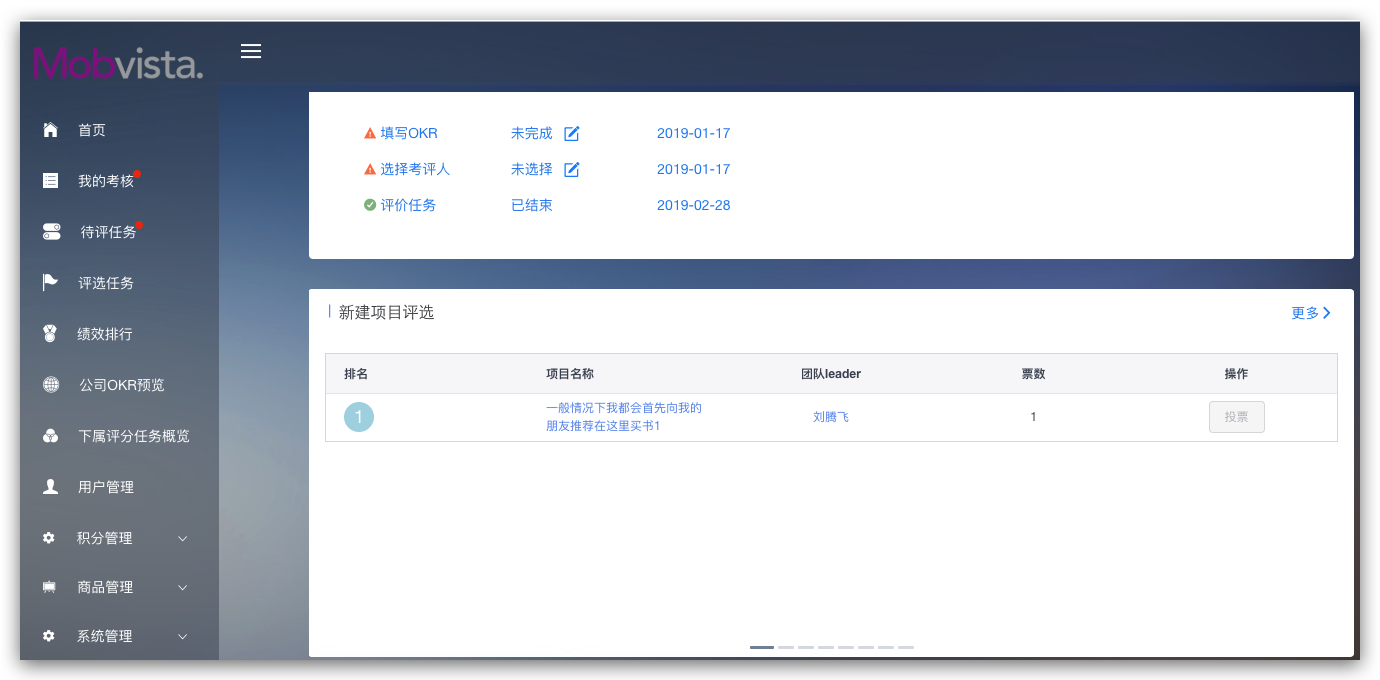 Mobvista.
首页
我的考核
待评任务
评选任务
绩效排行
公司OKR预览
下属评分任务概览
用户管理
积分管理
商品管理
系统管理
填写OKR 未完成 2019-01-17
选择考评人 未选择 2019-01-17
评价任务 已结束 2019-02-28
新建项目评选 更多
排名 项目名称 团队leader 票数 操作
1 一般情况下我都会首先向我的 刘腾飞 1 投票
朋友推荐在这里买书1